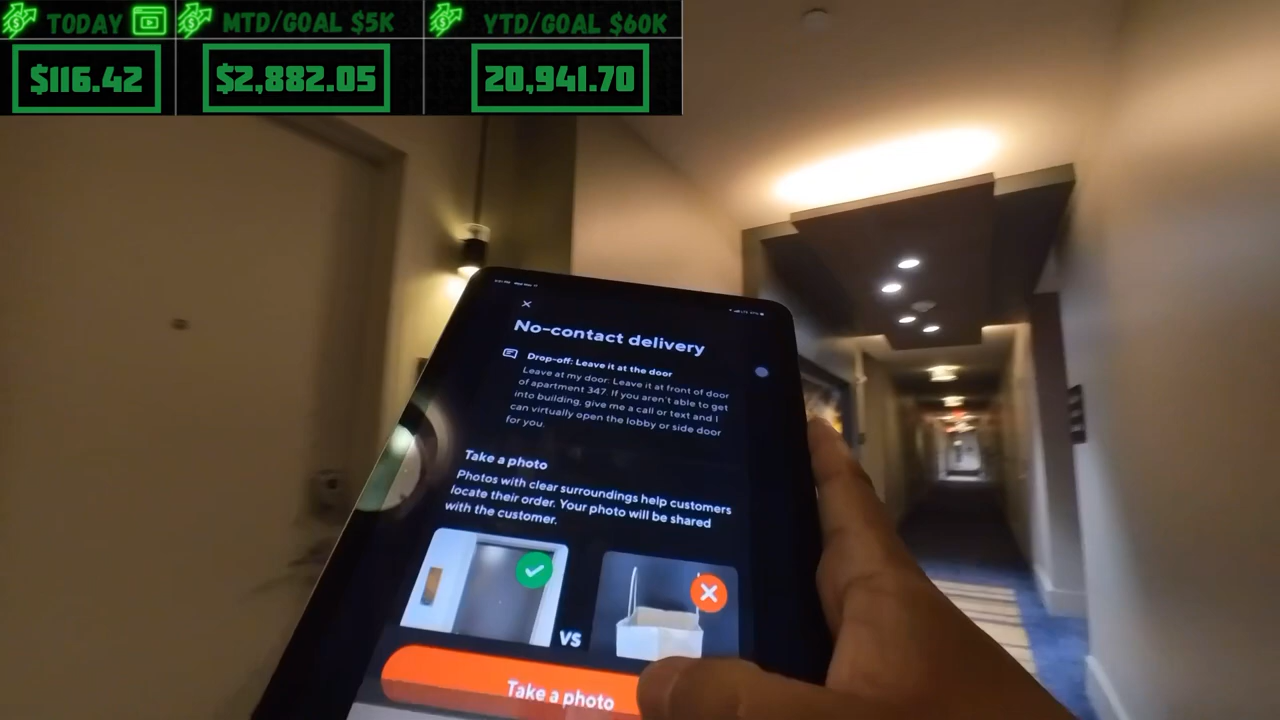 TODAY
MTD/GOAL $5K
YTD/GOAL $60K
$116.42
$2,882.05
20,941.70
No-contact delivery
Drop-off: Leave it at the door
Leave at my door: Leave it at front of door
of apartment 347. If you aren't able to get
into building, give me a call or text and I
can virtually open the lobby or side door
for you.
Take a photo
Photos with clear surroundings help customers
locate their order. Your photo will be shared
with the customer.
VS
Take a photo